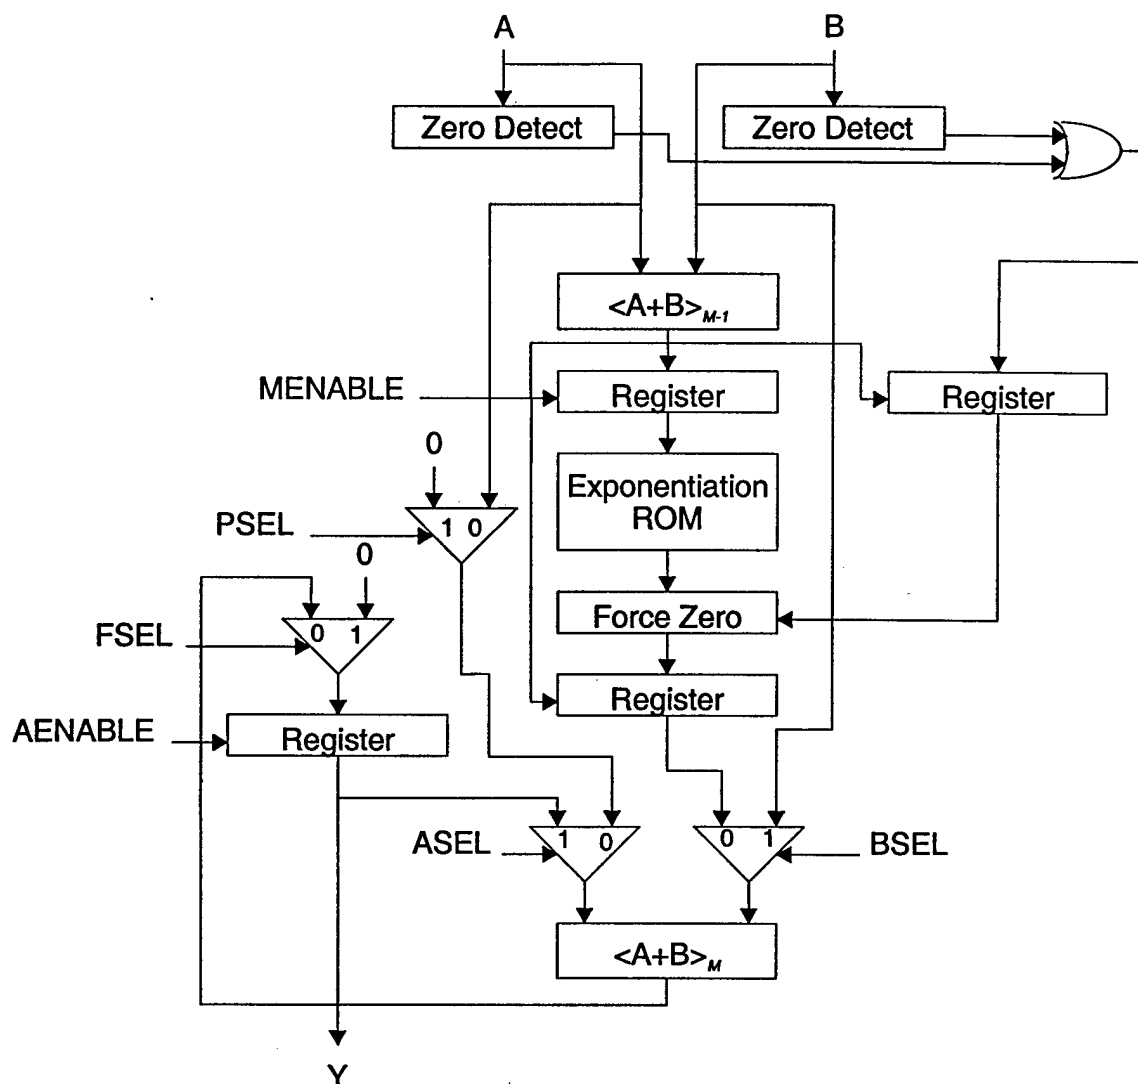 A
B
Zero Detect
Zero Detect
<A+B>M-1
MENABLE
Register
Register
0
Exponentiation
ROM
PSEL
1 0
0
Force Zero
FSEL
0 1
Register
AENABLE
Register
ASEL
1 0
0 1
BSEL
<A+B>M
Y